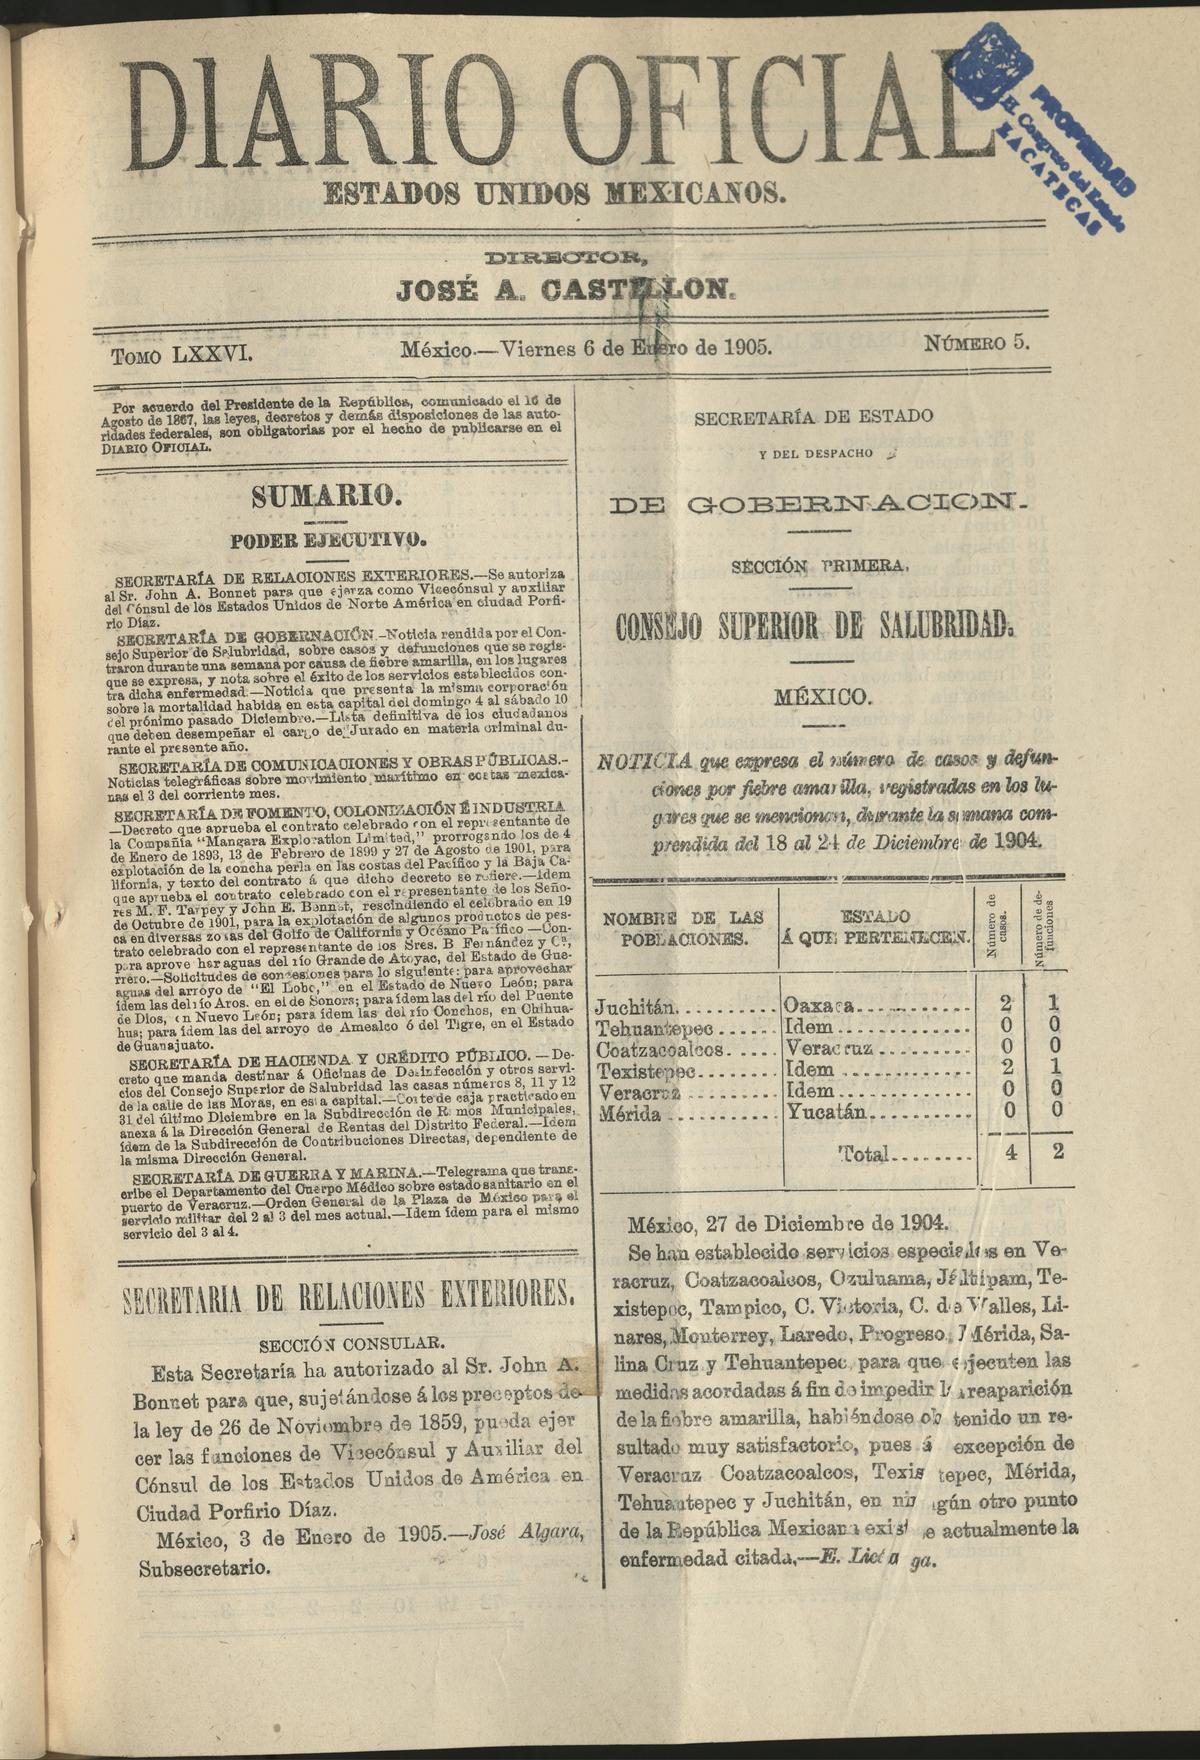 DIARIO OFICIAL
PROPIEDAD
EL Congreso del Estado
ZACATECAS
ESTADOS UNIDOS MEXICANOS.
DIRECTOR,
JOSÉ A. CASTILLON.
TOMO LXXVI.
México.—Viernes 6 de Enero de 1905.
NÚMERO 5.
Por acuerdo del Presidente de la República, comunicado el 16 de
Agosto de 1867, las leyes, decretos y demás disposiciones de las auto-
ridades federales, son obligatorias por el hecho de publicarse en el
DIARIO OFICIAL.
SUMARIO.
PODER EJECUTIVO.
SECRETARÍA DE RELACIONES EXTERIORES.—Se autoriza
al Sr. John A. Bonnet para que ejerza como Vicecónsul y auxiliar
del Cónsul de los Estados Unidos de Norte América en ciudad Porfi-
rio Díaz.
SECRETARÍA DE GOBERNACIÓN.-Noticia rendida por el Con-
sejo Superior de Salubridad, sobre casos y defunciones que se regis-
traron durante una semana por causa de fiebre amarilla, en los lugares
que se expresa, y nota sobre el éxito de los servicios establecidos con-
tra dicha enfermedad.—Noticia que presenta la misma corporación
sobre la mortalidad habida en esta capital del domingo 4 al sábado 10
del prónimo pasado Diciembre.—Lista definitiva de los ciudadanos
que deben desempeñar el cargo de Jurado en materia criminal du-
rante el presente año.
SECRETARÍA DE COMUNICACIONES Y OBRAS PÚBLICAS.-
Noticias telegráficas sobre movimiento marítimo en costas mexica-
nas el 3 del corriente mes.
SECRETARÍA DE FOMENTO, COLONIZACIÓN É INDUSTRIA
—Decreto que aprueba el contrato celebrado con el representante de
la Compañía "Mangara Exploration Limited," prorrogando los de 4
de Enero de 1893, 13 de Febrero de 1899 y 27 de Agosto de 1901, para
explotación de la concha perla en las costas del Pacífico y la Baja Ca-
lifornia, y texto del contrato á que dicho decreto se refiere.—Idem
que aprueba el contrato celebrado con el representante de los Seño-
res M. F. Tarpey y John E. Bennet, rescindiendo el celebrado en 19
de Octubre de 1901, para la explotación de algunos productos de pes-
ca en diversas zonas del Golfo de California y Océano Pacífico —Con-
trato celebrado con el representante de los Sres. B Fernández y Cª,
para aprovechar aguas del río Grande de Atoyac, del Estado de Gue-
rrero.—Solicitudes de concesiones para lo siguiente: para aprovechar
aguas del arroyo de "El Lobo," en el Estado de Nuevo León; para
ídem las del río Aros, en el de Sonora; para ídem las del río del Puente
de Dios, en Nuevo León; para ídem las del río Conchos, en Chihua-
hua; para ídem las del arroyo de Amealco ó del Tigre, en el Estado
de Guanajuato.
SECRETARÍA DE HACIENDA Y CRÉDITO PÚBLICO.—De-
creto que manda destinar á Oficinas de Desinfección y otros servi-
cios del Consejo Superior de Salubridad las casas números 8, 11 y 12
de la calle de las Moras, en esta capital.—Corte de caja practicado en
31 del último Diciembre en la Subdirección de Ramos Municipales,
anexa á la Dirección General de Rentas del Distrito Federal.—Idem
ídem de la Subdirección de Contribuciones Directas, dependiente de
la misma Dirección General.
SECRETARÍA DE GUERRA Y MARINA.—Telegrama que trans-
cribe el Departamento del Cuerpo Médico sobre estado sanitario en el
puerto de Veracruz.—Orden General de la Plaza de México para el
servicio militar del 2 al 3 del mes actual.—Idem ídem para el mismo
servicio del 3 al 4.
SECRETARIA DE RELACIONES EXTERIORES.
SECCIÓN CONSULAR.
Esta Secretaría ha autorizado al Sr. John A.
Bonnet para que, sujetándose á los preceptos de
la ley de 26 de Noviembre de 1859, pueda ejer
cer las funciones de Vicecónsul y Auxiliar del
Cónsul de los Estados Unidos de América en
Ciudad Porfirio Díaz.
México, 3 de Enero de 1905.—José Algara,
Subsecretario.
SECRETARÍA DE ESTADO
Y DEL DESPACHO
DE GOBERNACION.
SECCIÓN PRIMERA.
CONSEJO SUPERIOR DE SALUBRIDAD.
MÉXICO.
NOTICIA que expresa el número de casos y defun-
ciones por fiebre amarilla, registradas en los lu-
gares que se mencionan, durante la semana com-
prendida del 18 al 24 de Diciembre de 1904.
NOMBRE DE LAS POBLACIONES. ESTADO Á QUE PERTENECEN. Número de casos. Número de defunciones
Juchitán.......... Oaxaca.......... 2 1
Tehuantepec...... Idem............ 0 0
Coatzacoalcos..... Veracruz........ 0 0
Texistepec........ Idem............ 2 1
Veracruz.......... Idem............ 0 0
Mérida............ Yucatán......... 0 0
Total........ 4 2
México, 27 de Diciembre de 1904.
Se han establecido servicios especiales en Ve-
racruz, Coatzacoalcos, Ozuluama, Jáltipam, Te-
xistepec, Tampico, C. Victoria, C. de Valles, Li-
nares, Monterrey, Laredo, Progreso, Mérida, Sa-
lina Cruz y Tehuantepec, para que ejecuten las
medidas acordadas á fin de impedir la reaparición
de la fiebre amarilla, habiéndose obtenido un re-
sultado muy satisfactorio, pues á excepción de
Veracruz Coatzacoalcos, Texistepec, Mérida,
Tehuantepec y Juchitán, en ningún otro punto
de la República Mexicana existe actualmente la
enfermedad citada.—E. Liceaga.